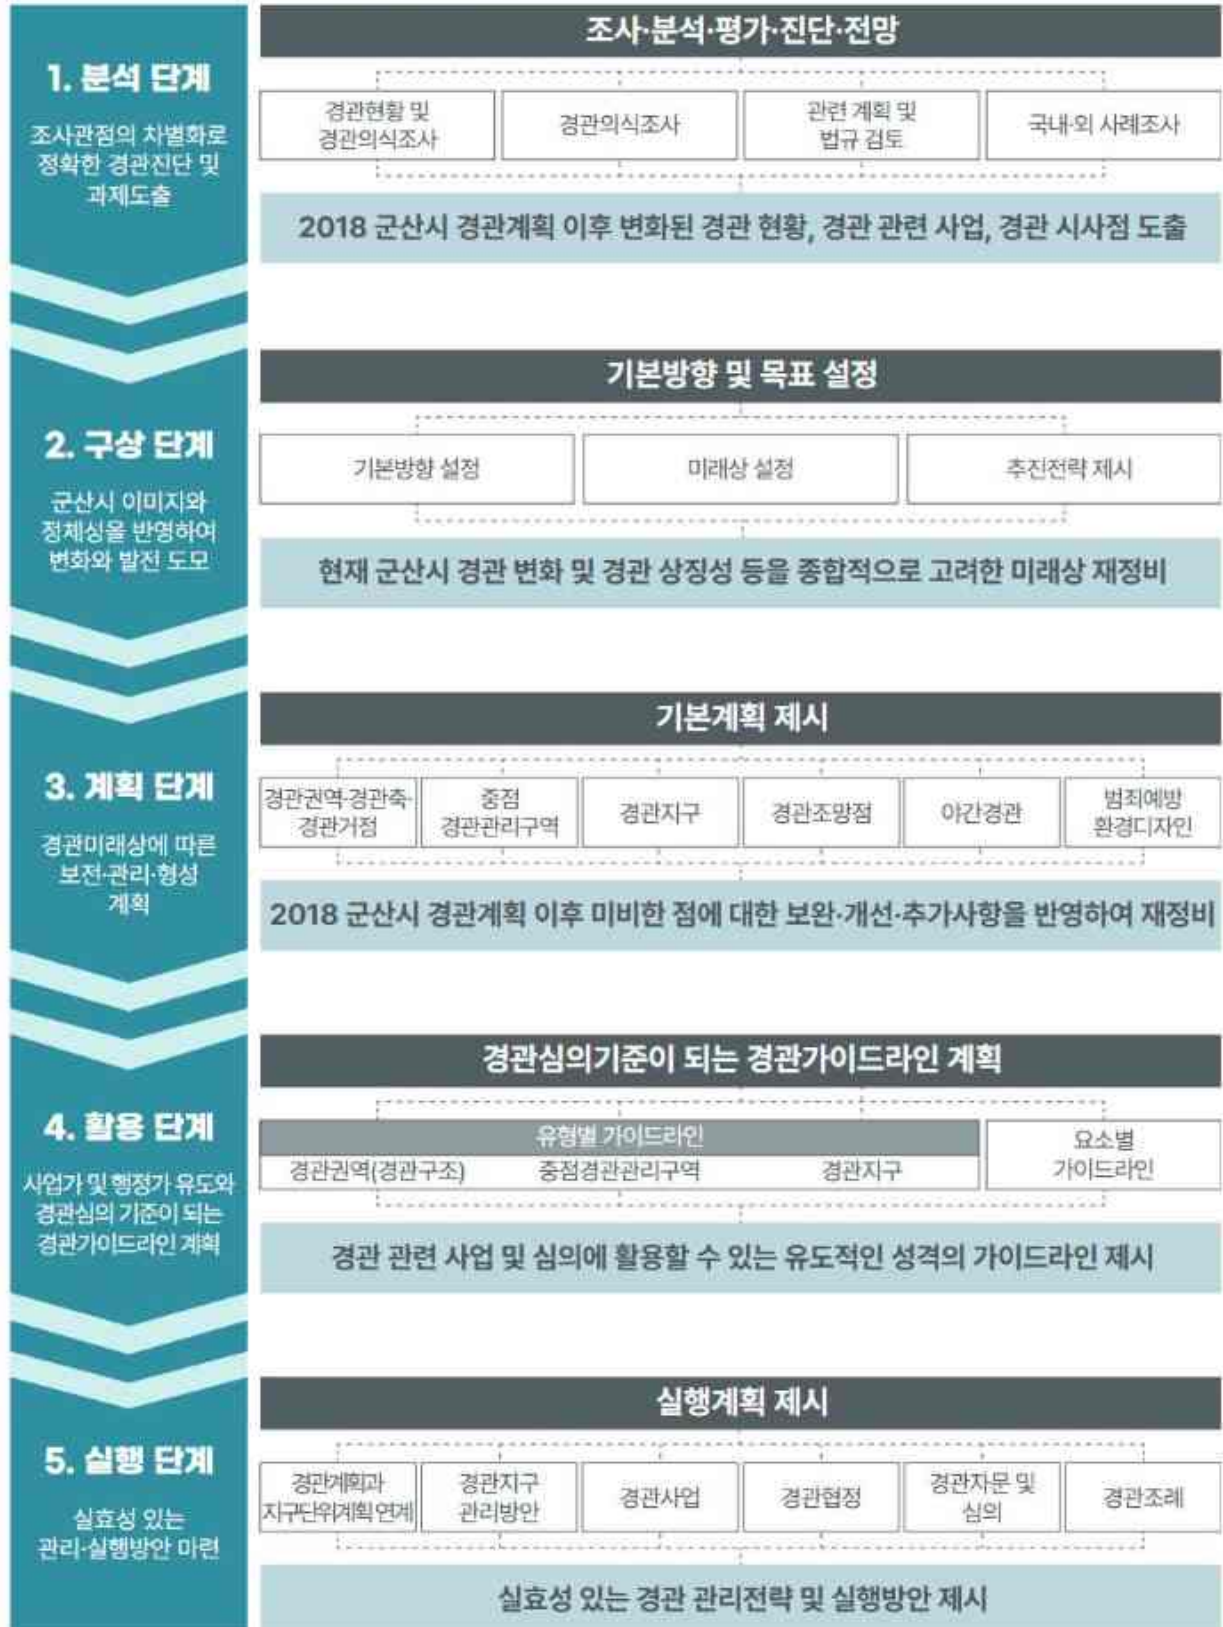 1. 분석 단계
조사관점의 차별화로
정확한 경관진단 및
과제도출
조사·분석·평가·진단·전망
경관현황 및
경관의식조사
경관의식조사
관련 계획 및
법규 검토
국내·외 사례조사
2018 군산시 경관계획 이후 변화된 경관 현황, 경관 관련 사업, 경관 시사점 도출
2. 구상 단계
군산시 이미지와
정체성을 반영하여
변화와 발전 도모
기본방향 및 목표 설정
기본방향 설정
미래상 설정
추진전략 제시
현재 군산시 경관 변화 및 경관 상징성 등을 종합적으로 고려한 미래상 재정비
3. 계획 단계
경관미래상에 따른
보전·관리·형성
계획
기본계획 제시
경관권역·경관축·
경관거점
중점
경관관리구역
경관지구
경관조망점
야간경관
범죄예방
환경디자인
2018 군산시 경관계획 이후 미비한 점에 대한 보완·개선·추가사항을 반영하여 재정비
4. 활용 단계
사업가 및 행정가 유도와
경관심의 기준이 되는
경관가이드라인 계획
경관심의기준이 되는 경관가이드라인 계획
유형별 가이드라인
경관권역(경관구조)
중점경관관리구역
경관지구
요소별
가이드라인
경관 관련 사업 및 심의에 활용할 수 있는 유도적인 성격의 가이드라인 제시
5. 실행 단계
실효성 있는
관리·실행방안 마련
실행계획 제시
경관계획과
지구단위계획 연계
경관지구
관리방안
경관사업
경관협정
경관자문 및
심의
경관조례
실효성 있는 경관 관리전략 및 실행방안 제시